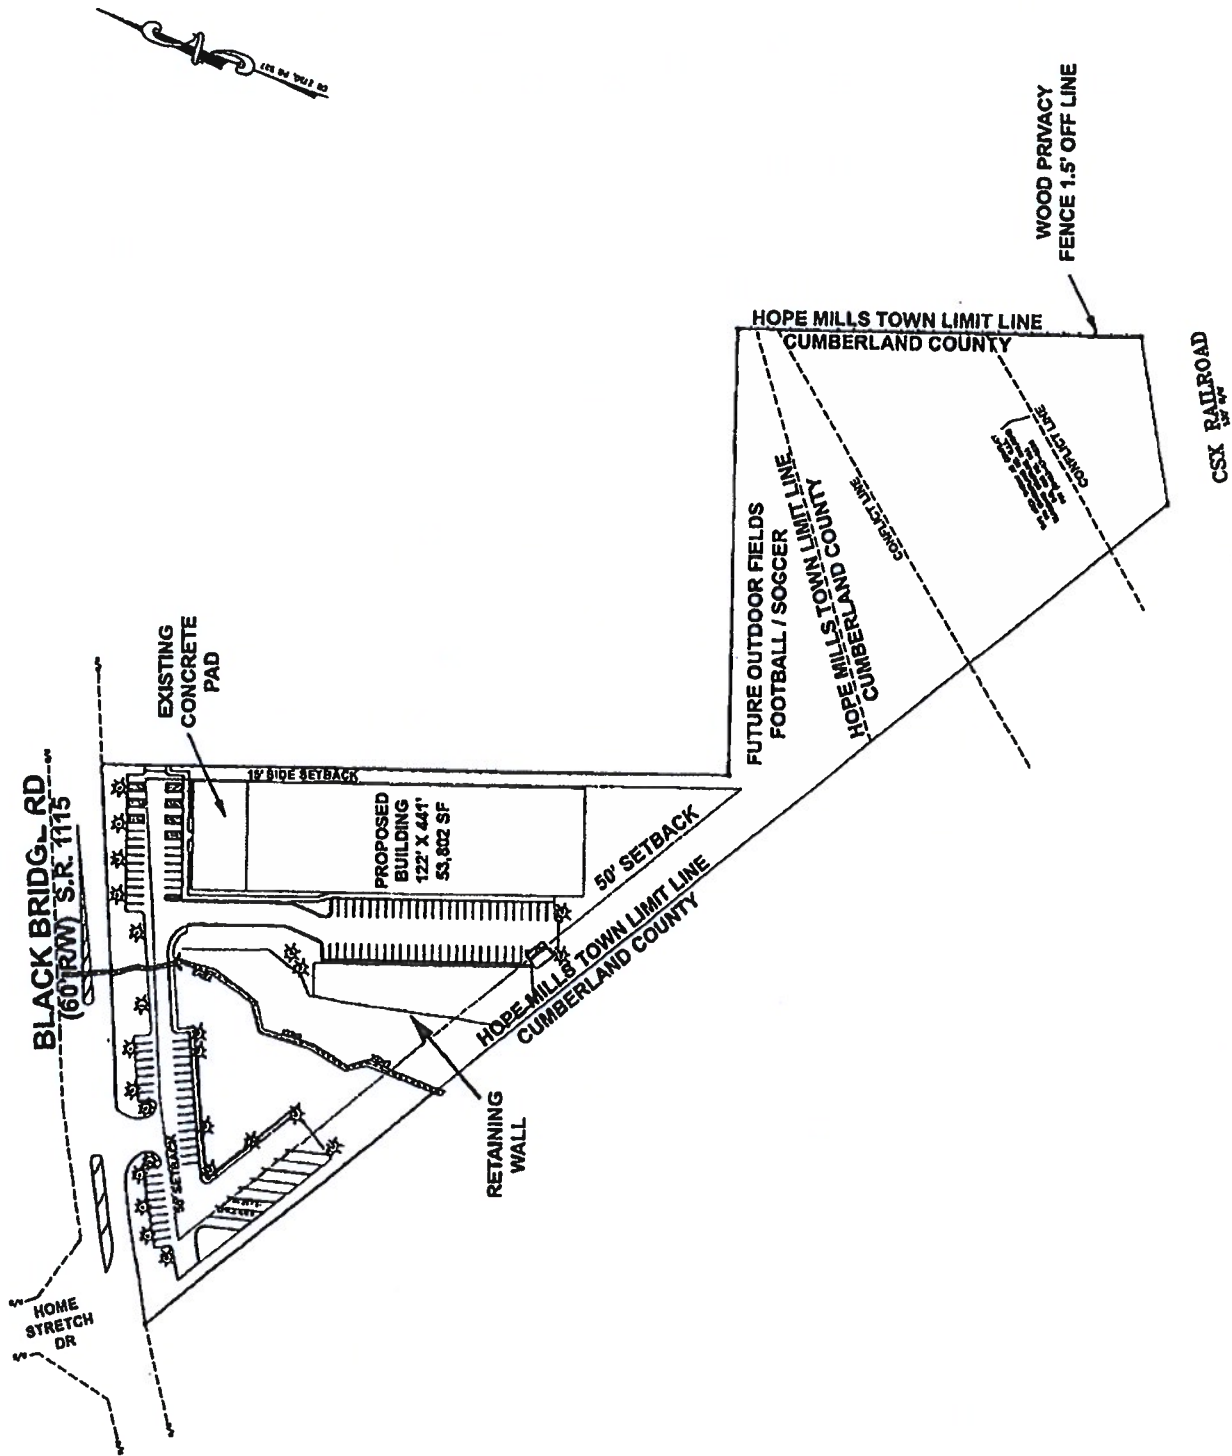 BLACK BRIDGE RD
(60' R/W) S.R. 1115
HOME
STRETCH
DR
50' SETBACK
EXISTING
CONCRETE
PAD
15' SIDE SETBACK
PROPOSED
BUILDING
122' X 441'
53,802 SF
50' SETBACK
HOPE MILLS TOWN LIMIT LINE
CUMBERLAND COUNTY
RETAINING
WALL
FUTURE OUTDOOR FIELDS
FOOTBALL / SOCCER
HOPE MILLS TOWN LIMIT LINE
CUMBERLAND COUNTY
CONFLICT LINE
HOPE MILLS TOWN LIMIT LINE
CUMBERLAND COUNTY
CONFLICT LINE
WOOD PRIVACY
FENCE 1.5' OFF LINE
CSX RAILROAD